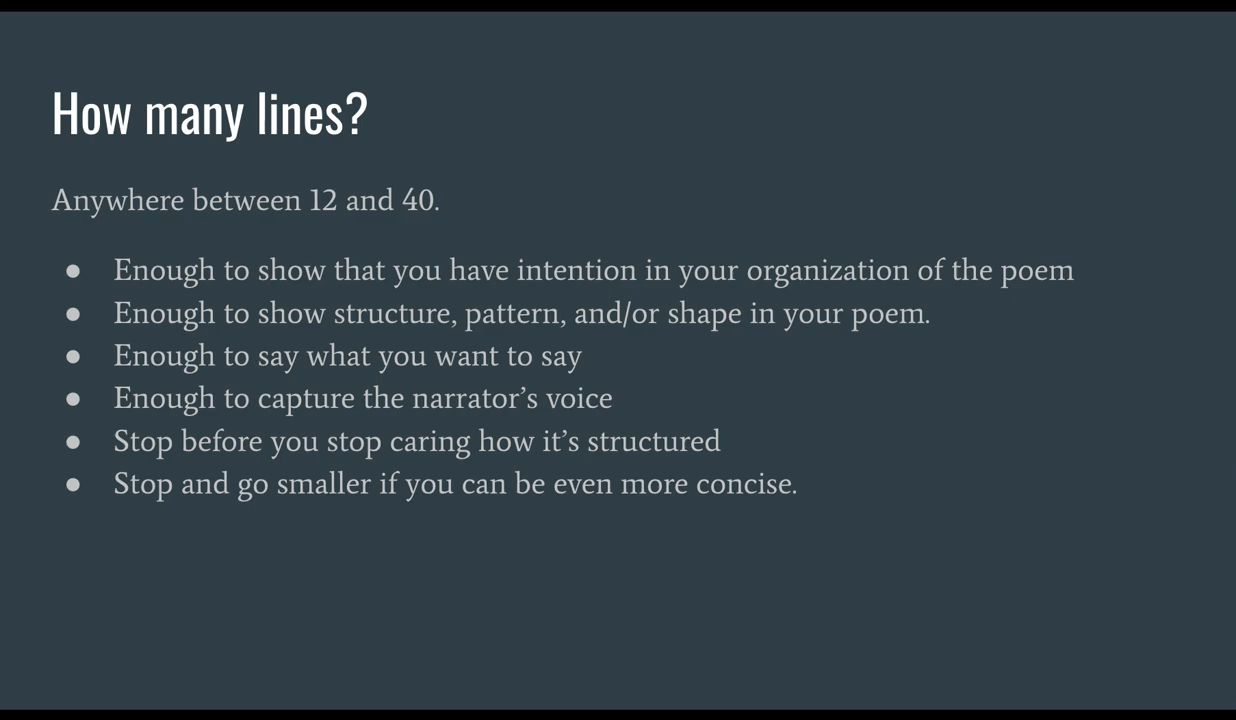 How many lines?
Anywhere between 12 and 40.
● Enough to show that you have intention in your organization of the poem
● Enough to show structure, pattern, and/or shape in your poem.
● Enough to say what you want to say
● Enough to capture the narrator’s voice
● Stop before you stop caring how it’s structured
● Stop and go smaller if you can be even more concise.